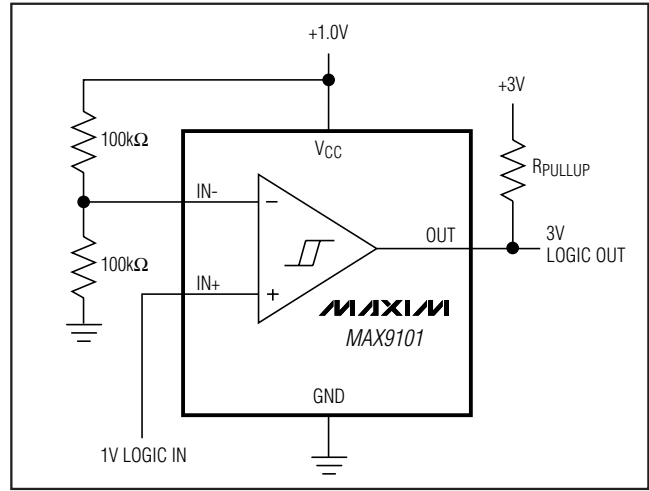 +1.0V
+3V
100kΩ
VCC
RPULLUP
IN-
−
OUT
3V
LOGIC OUT
100kΩ
IN+
+
MAXIM
MAX9101
GND
1V LOGIC IN